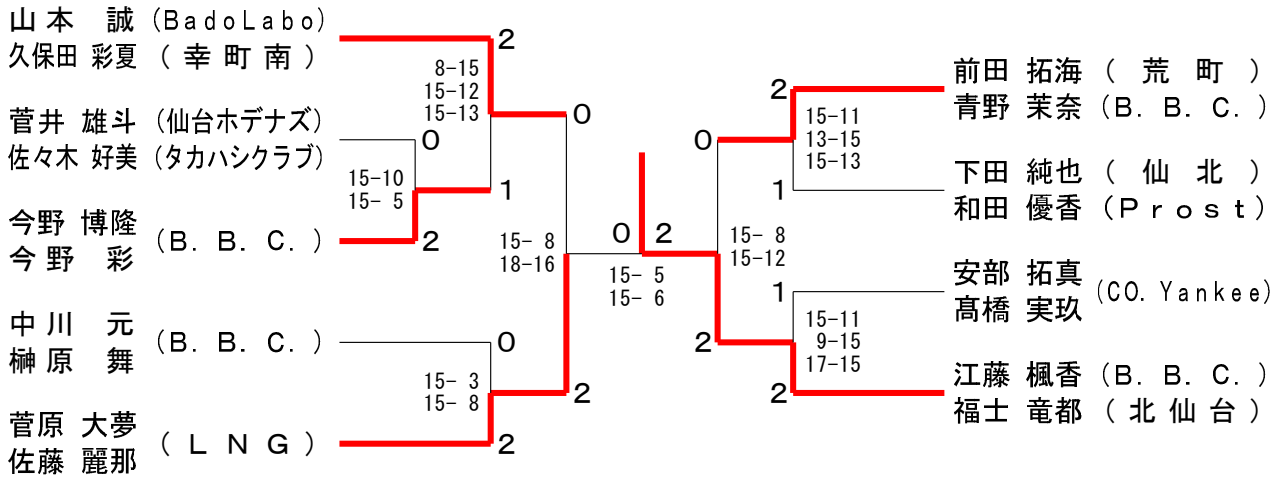 山本 誠 (BadoLabo)
久保田 彩夏 (幸町南)
2
8-15
15-12
15-13
菅井 雄斗 (仙台ホデナズ)
佐々木 好美 (タカハシクラブ)
0
15-10
15- 5
1
今野 博隆
今野 彩
(B. B. C.)
2
0
15- 8
18-16
中川 元
榊原 舞
(B. B. C.)
0
15- 3
15- 8
2
菅原 大夢
佐藤 麗那
(LNG)
2
0 2
15- 5
15- 6
前田 拓海 (荒町)
青野 茉奈 (B. B. C.)
2
15-11
13-15
15-13
0
下田 純也 (仙北)
和田 優香 (Prost)
1
15- 8
15-12
安部 拓真
髙橋 実玖
(CO. Yankee)
1
15-11
9-15
17-15
2
江藤 楓香 (B. B. C.)
福士 竜都 (北仙台)
2